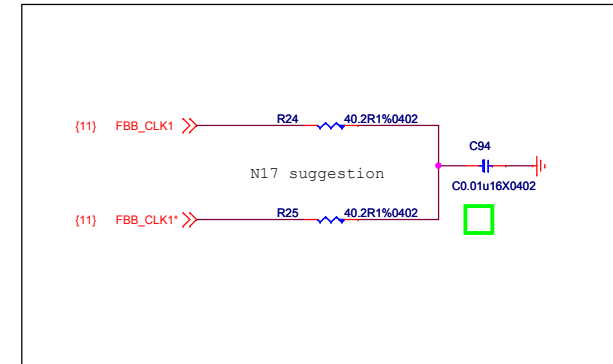 {11} FBB_CLK1 R24 40.2R1%0402
C94
N17 suggestion
C0.01u16X0402
{11} FBB_CLK1* R25 40.2R1%0402